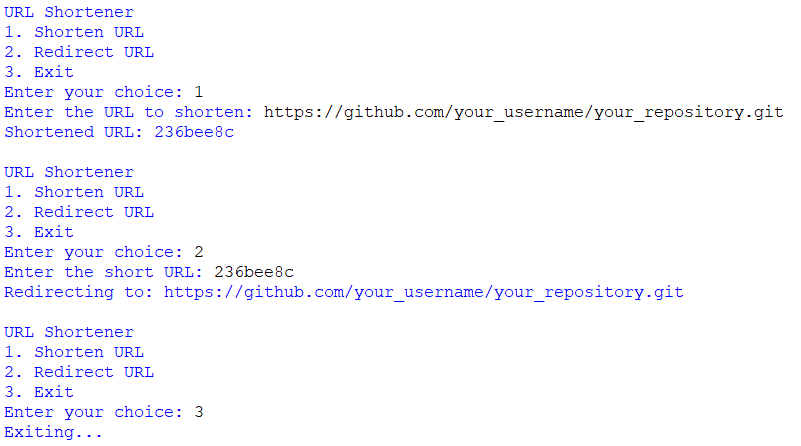 URL Shortener
1. Shorten URL
2. Redirect URL
3. Exit
Enter your choice: 1
Enter the URL to shorten: https://github.com/your_username/your_repository.git
Shortened URL: 236bee8c
URL Shortener
1. Shorten URL
2. Redirect URL
3. Exit
Enter your choice: 2
Enter the short URL: 236bee8c
Redirecting to: https://github.com/your_username/your_repository.git
URL Shortener
1. Shorten URL
2. Redirect URL
3. Exit
Enter your choice: 3
Exiting...